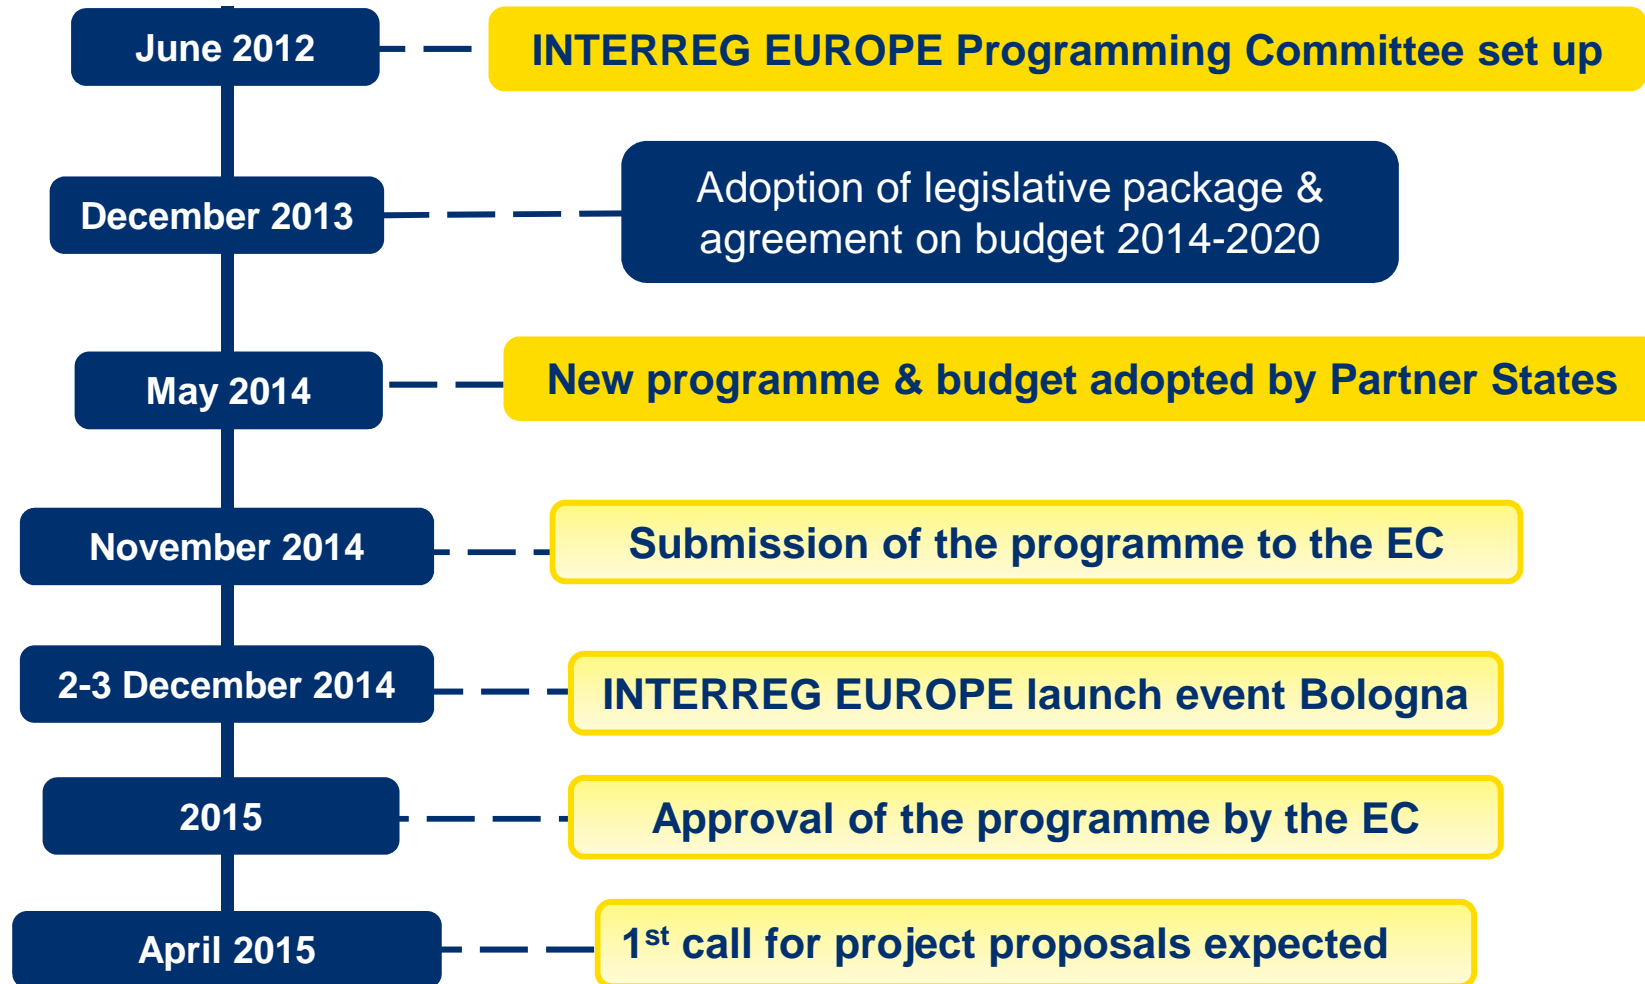 June 2012
INTERREG EUROPE Programming Committee set up
December 2013
Adoption of legislative package &
agreement on budget 2014-2020
May 2014
New programme & budget adopted by Partner States
November 2014
Submission of the programme to the EC
2-3 December 2014
INTERREG EUROPE launch event Bologna
2015
Approval of the programme by the EC
April 2015
1st call for project proposals expected